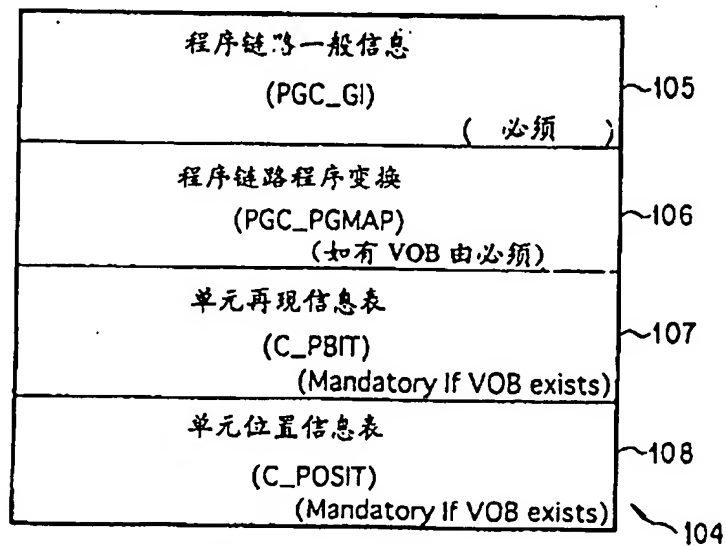 程序链路一般信息
(PGC_GI)
( 必须 )
105
程序链路程序变换
(PGC_PGMAP)
(如有 VOB 由必须)
106
单元再现信息表
(C_PBIT)
(Mandatory If VOB exists)
107
单元位置信息表
(C_POSIT)
(Mandatory If VOB exists)
108
104